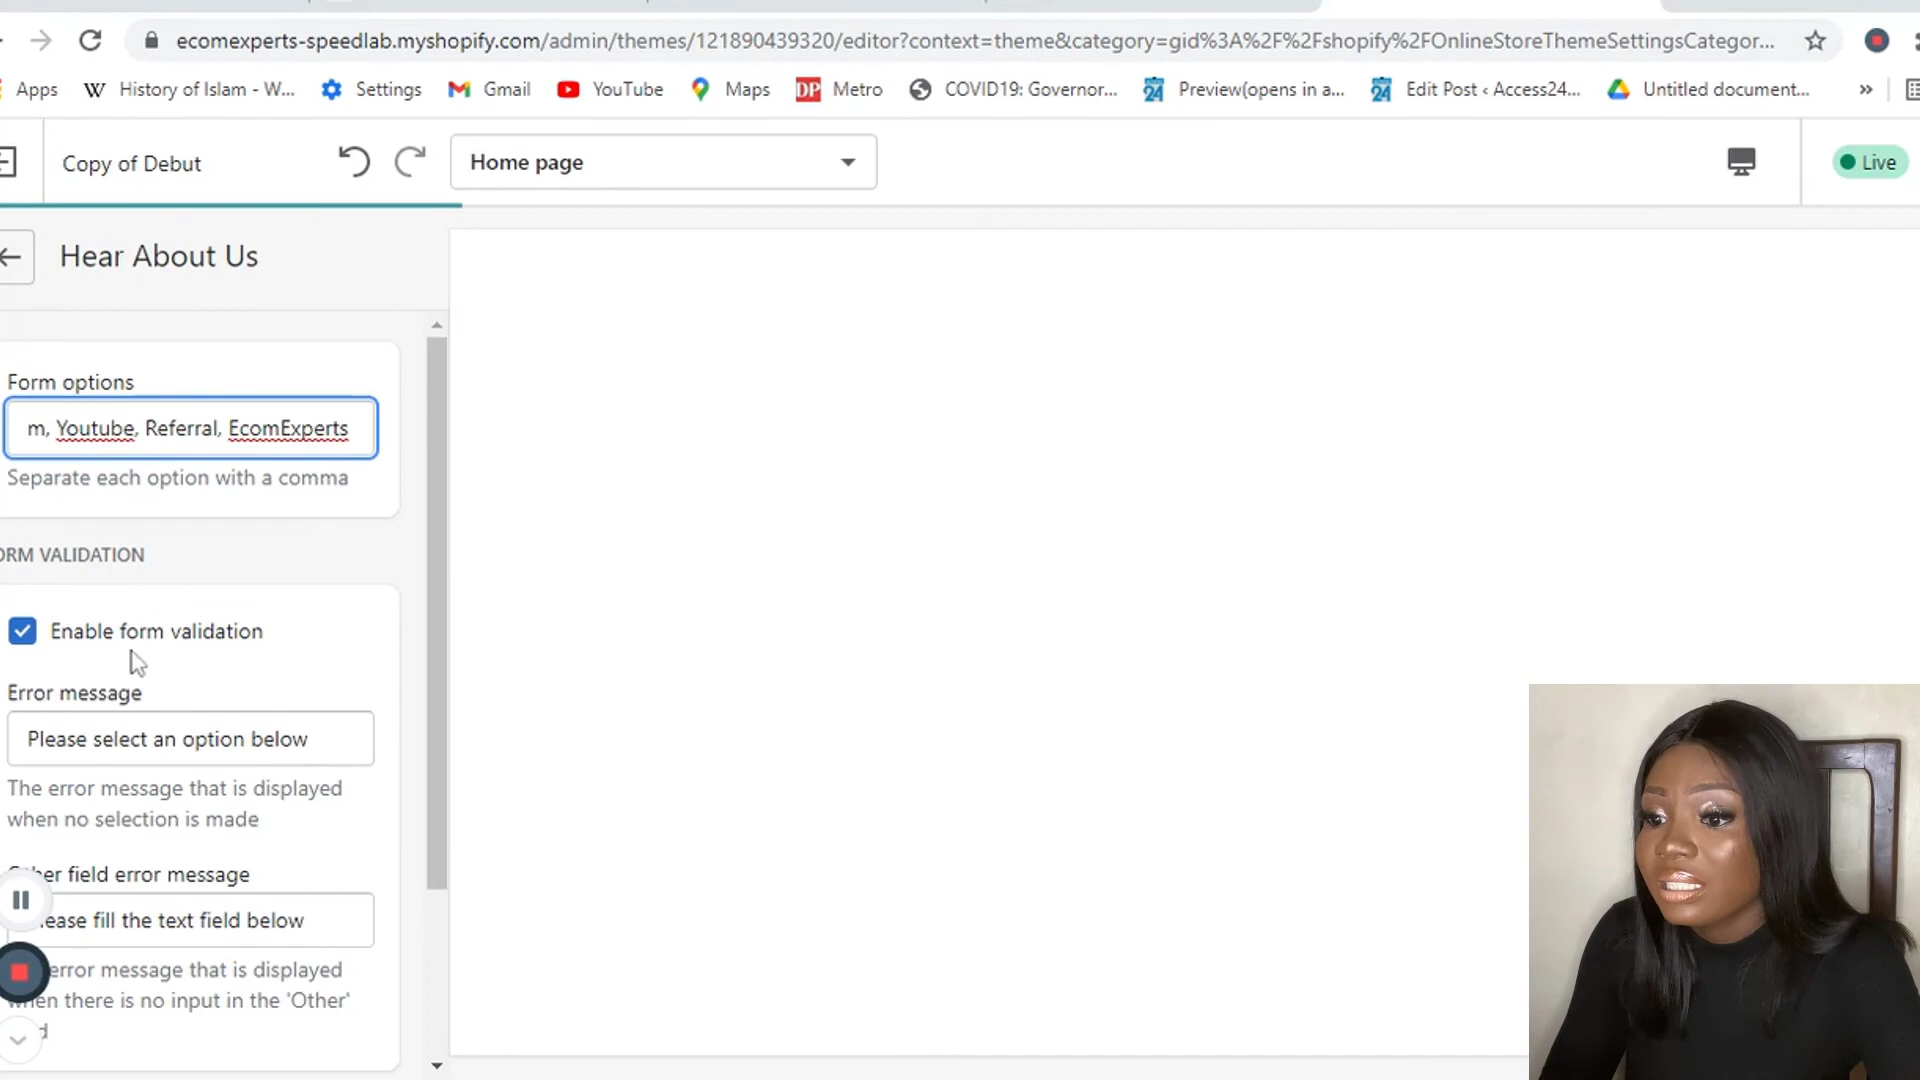 ecomexperts-speedlab.myshopify.com/admin/themes/121890439320/editor?context=theme&category=gid%3A%2F%2Fshopify%2FOnlineStoreThemeSettingsCategor...
Apps W History of Islam - W... Settings Gmail YouTube Maps DP Metro COVID19: Governor... 24 Preview(opens in a... 24 Edit Post ‹ Access24... Untitled document... »
Copy of Debut Home page Live
Hear About Us
Form options
m, Youtube, Referral, EcomExperts
Separate each option with a comma
ORM VALIDATION
Enable form validation
Error message
Please select an option below
The error message that is displayed
when no selection is made
field error message
ease fill the text field below
error message that is displayed
en there is no input in the 'Other'
d